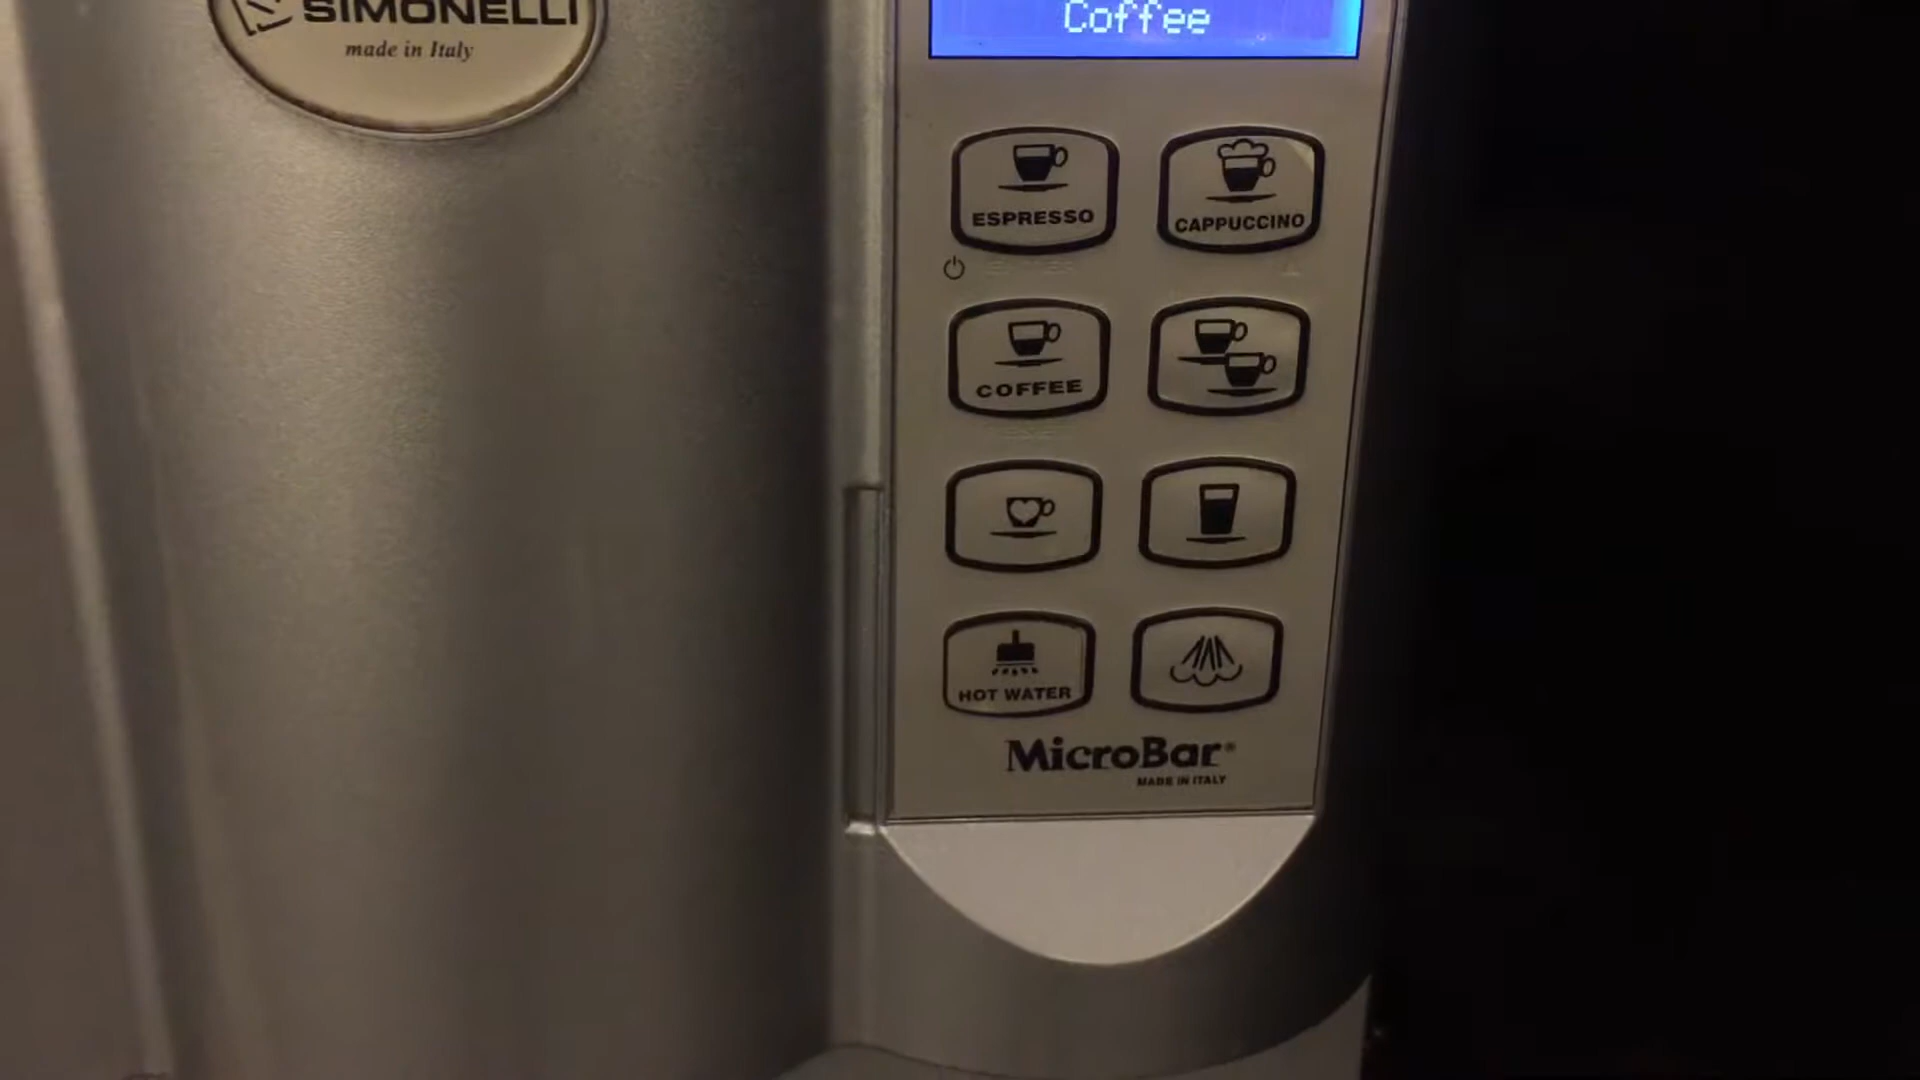 SIMONELLI
made in Italy
Coffee
ESPRESSO
CAPPUCCINO
COFFEE
HOT WATER
MicroBar®
MADE IN ITALY